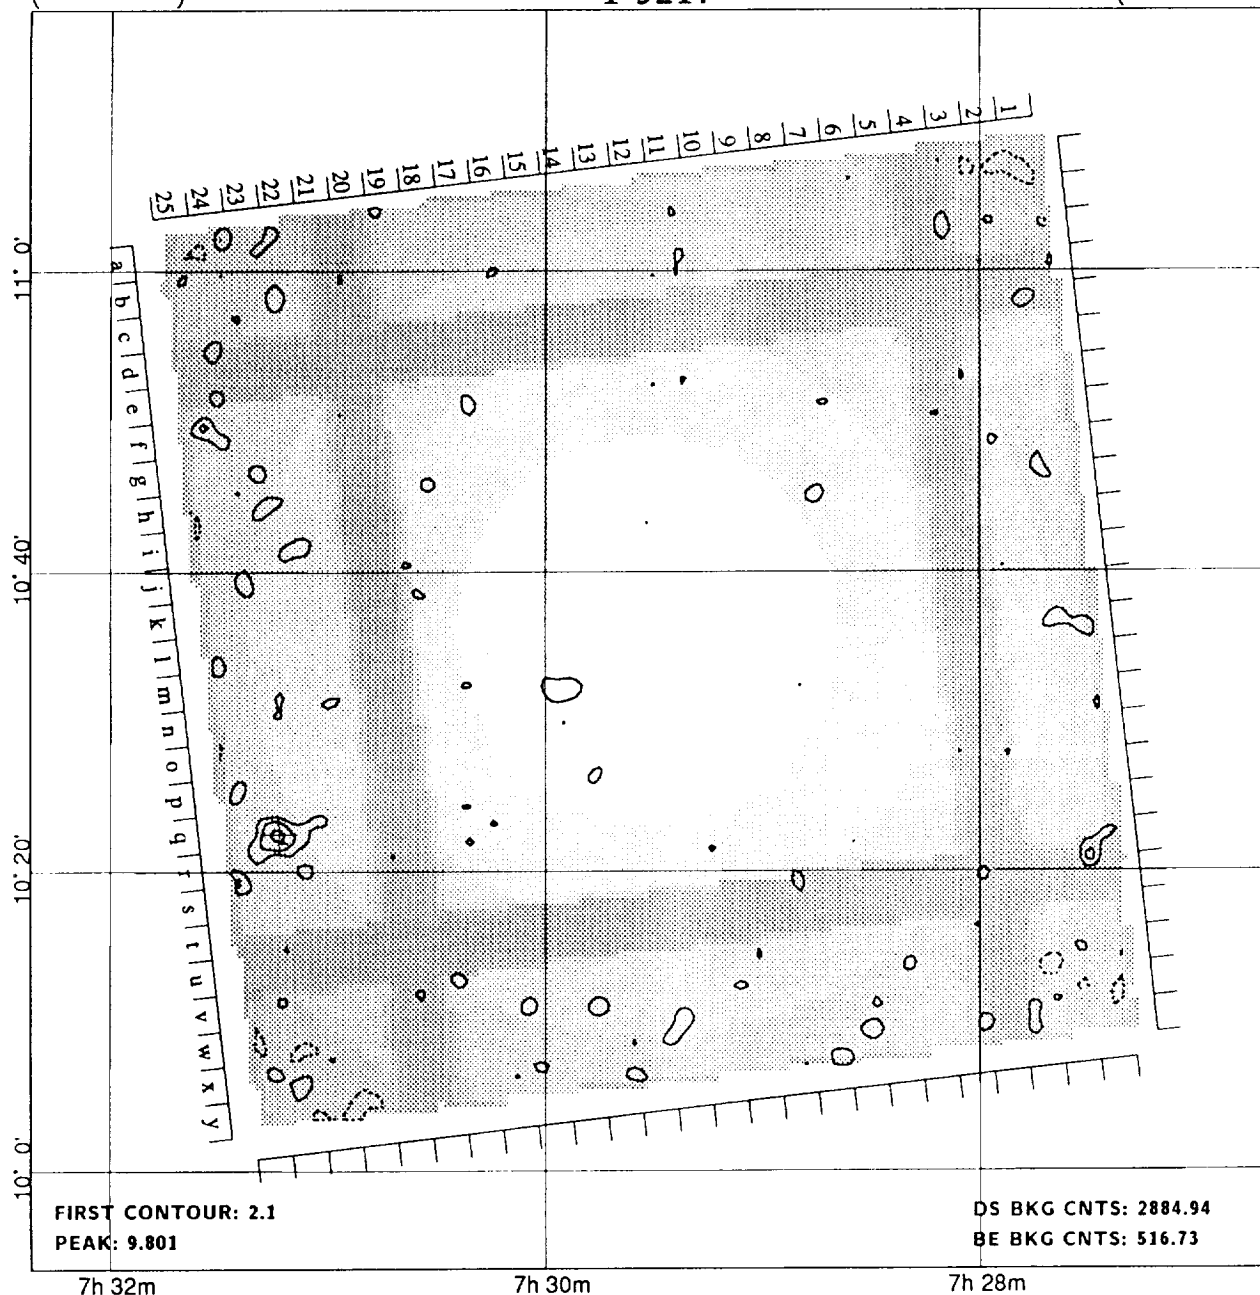 25 24 23 22 21 20 19 18 17 16 15 14 13 12 11 10 9 8 7 6 5 4 3 2 1
11° 0'
a b c d e f g h i j k l m n o p q r s t u v w x y
10° 40'
10° 20'
10° 0'
FIRST CONTOUR: 2.1
PEAK: 9.801
DS BKG CNTS: 2884.94
BE BKG CNTS: 516.73
7h 32m 7h 30m 7h 28m